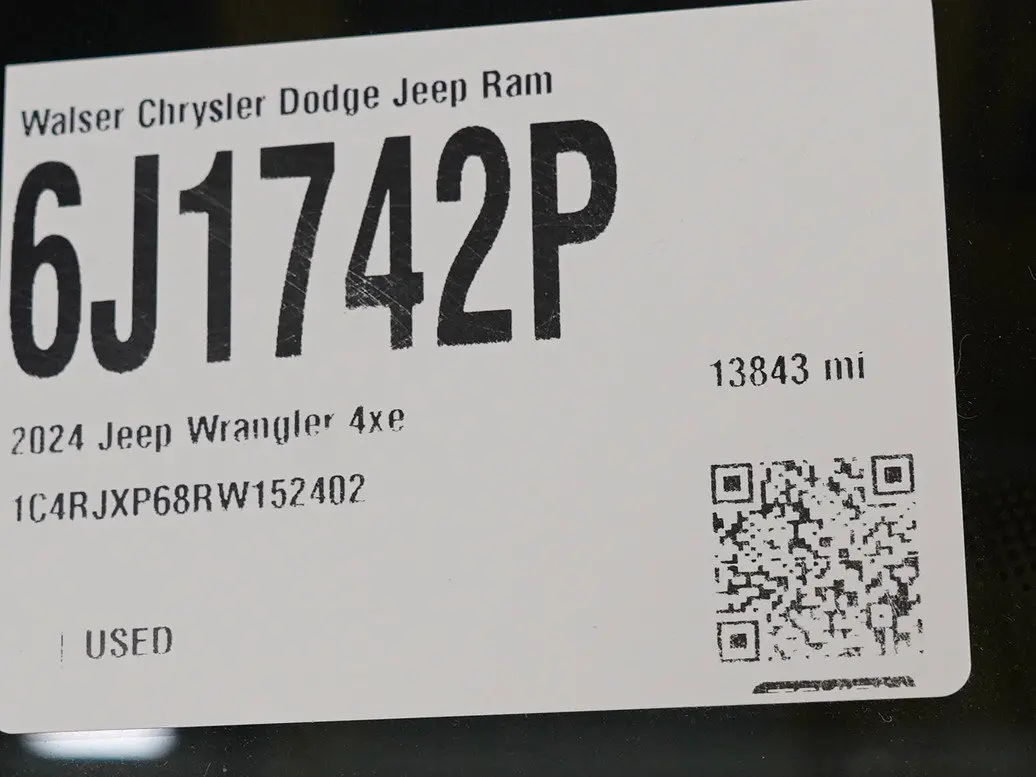 Walser Chrysler Dodge Jeep Ram
6J1742P
13843 mi
2024 Jeep Wrangler 4xe
1C4RJXP68RW152402
USED